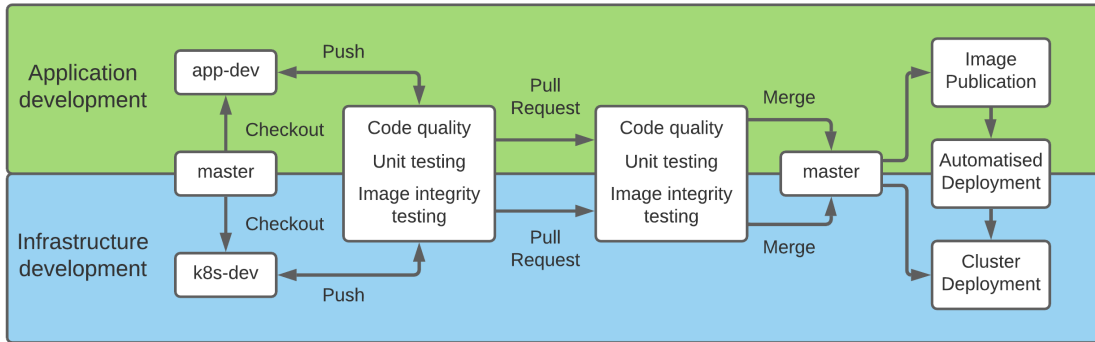 Application
development
app-dev
Push
Checkout
master
Checkout
Infrastructure
development
k8s-dev
Push
Code quality
Unit testing
Image integrity
testing
Pull
Request
Pull
Request
Code quality
Unit testing
Image integrity
testing
Merge
Merge
master
Image
Publication
Automatised
Deployment
Cluster
Deployment